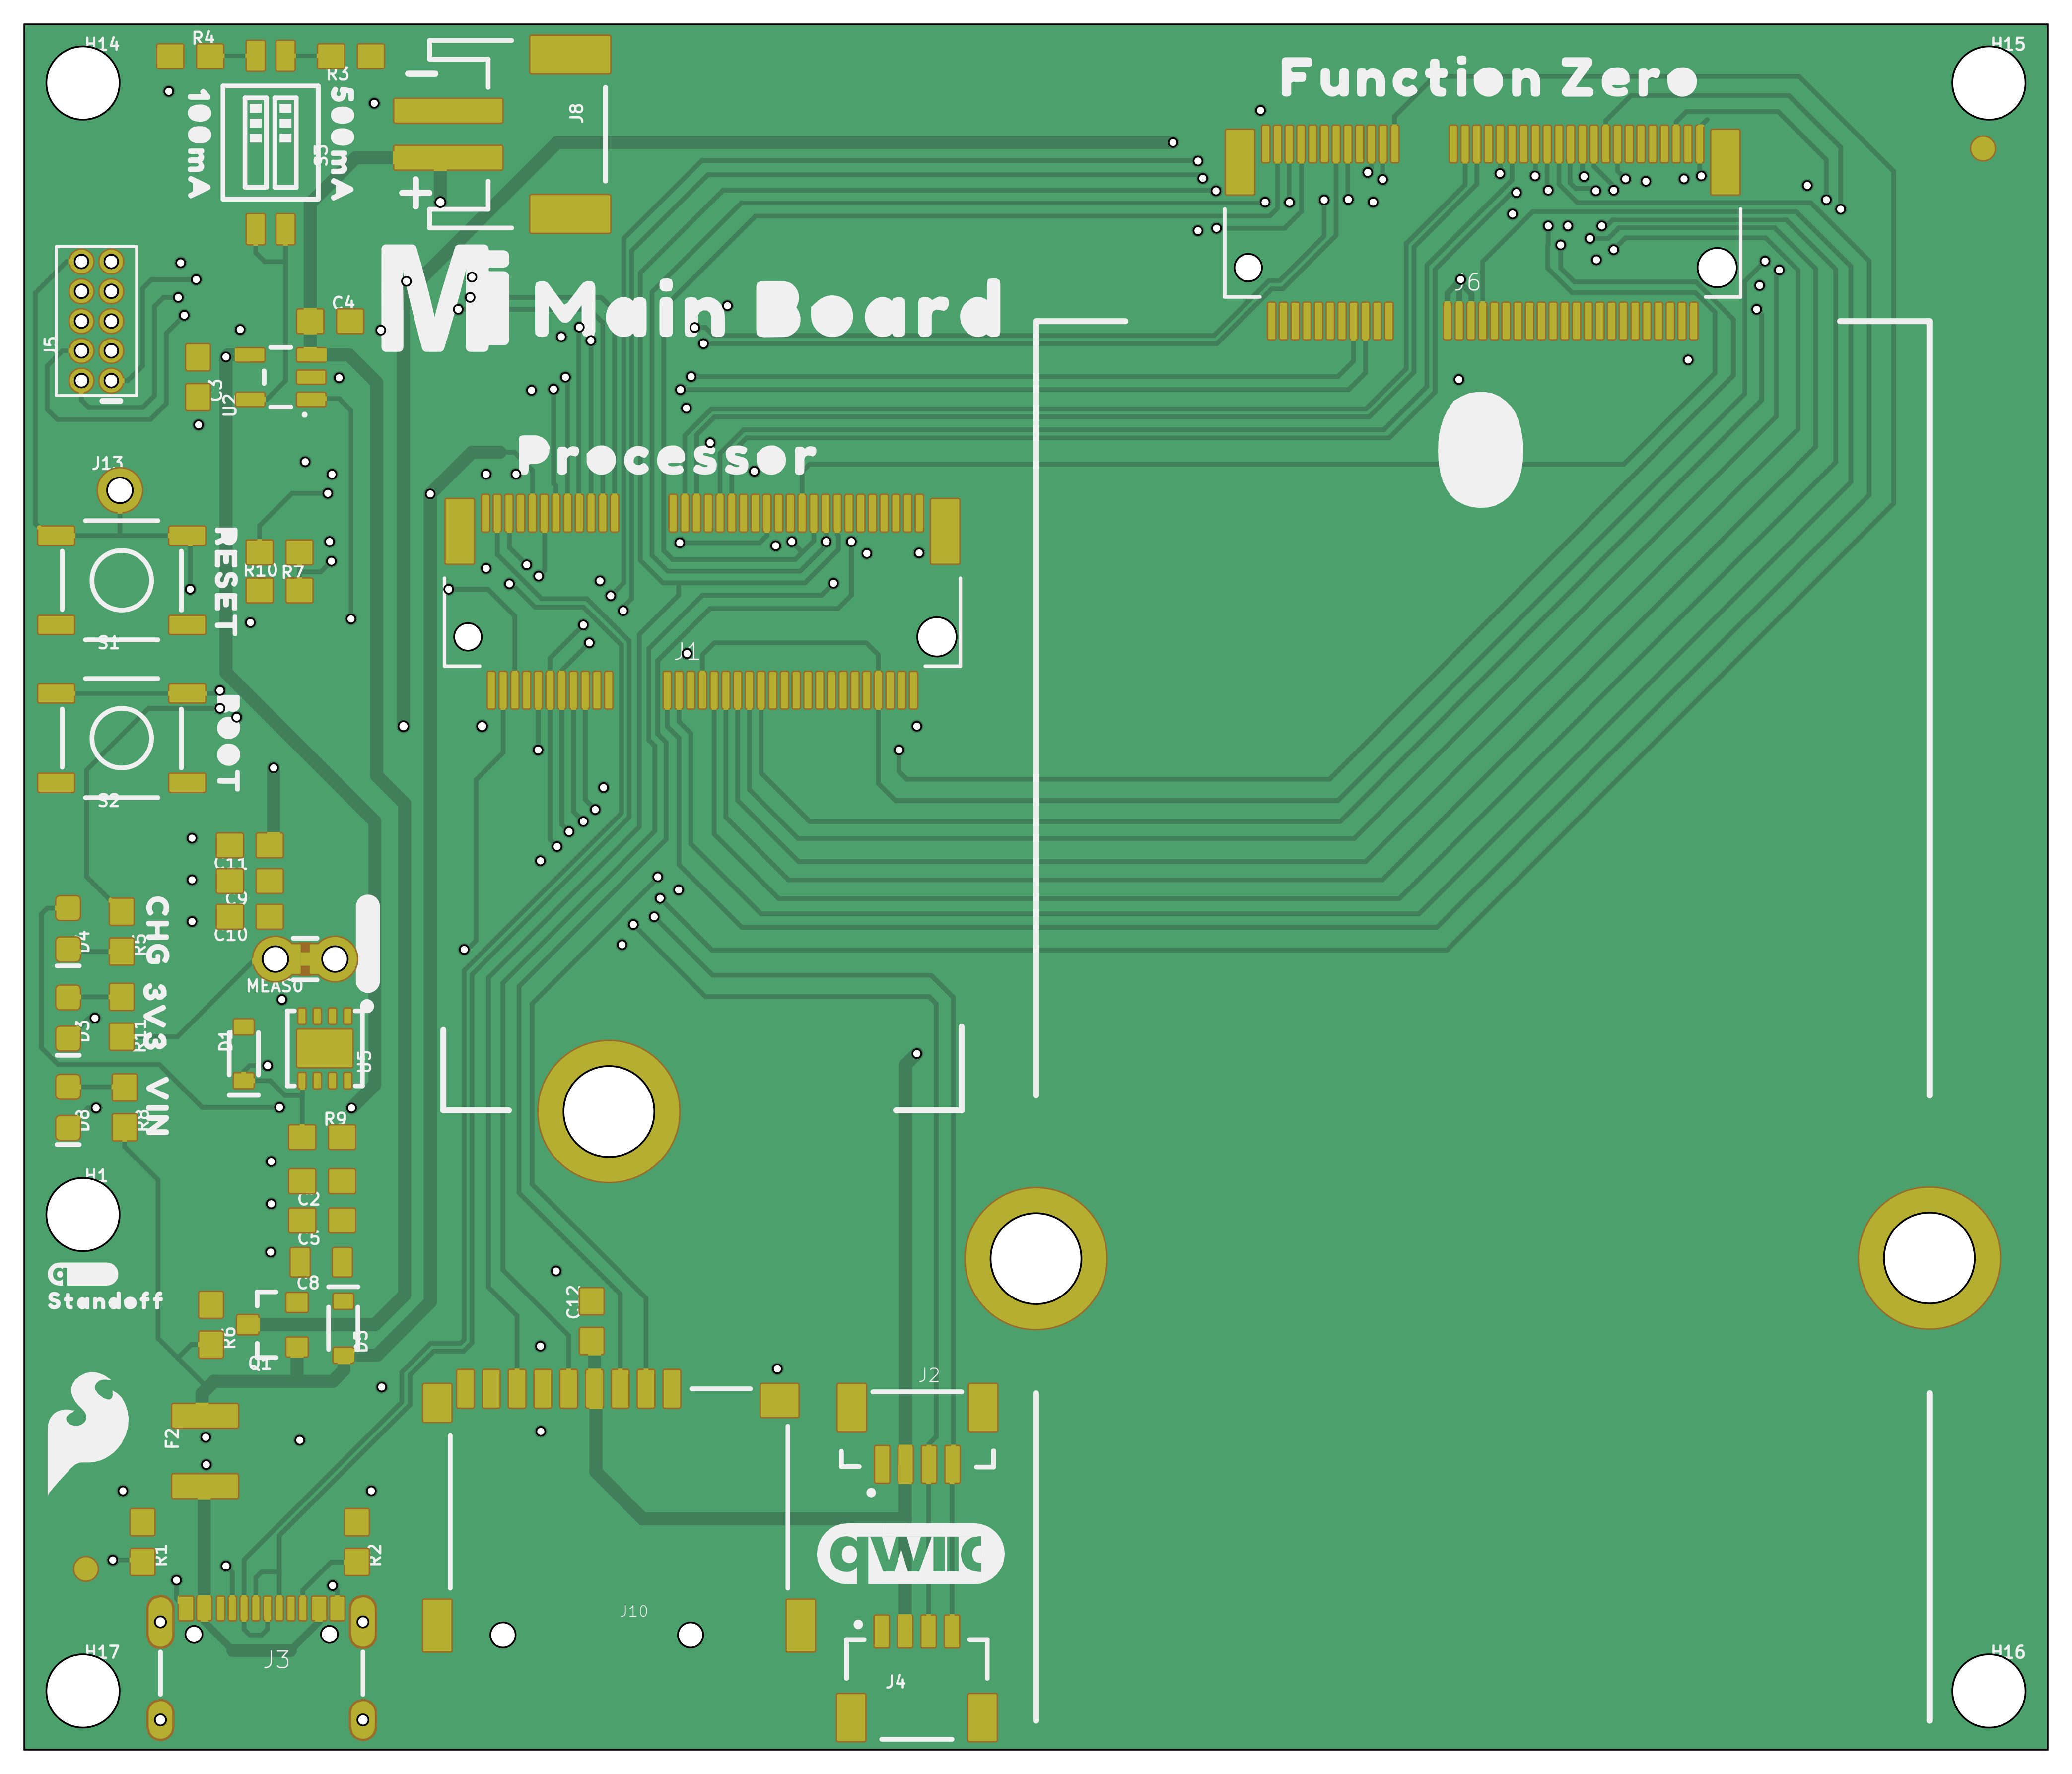 H14
R4
R3
100mA
500mA
S5
J8
+
Function Zero
H15
Mi Main Board
C4
J5
C3
U2
J6
J13
Processor
RESET
R10
R7
S1
J1
S2
C11
C9
C10
CHG
D4
R5
MEAS0
3V3
D3
R11
D1
U5
VIN
D8
R8
R9
H1
C2
C5
C8
Standoff
R6
Q1
D5
C12
J2
F2
R1
R2
qwiic
J10
H17
J3
J4
H16